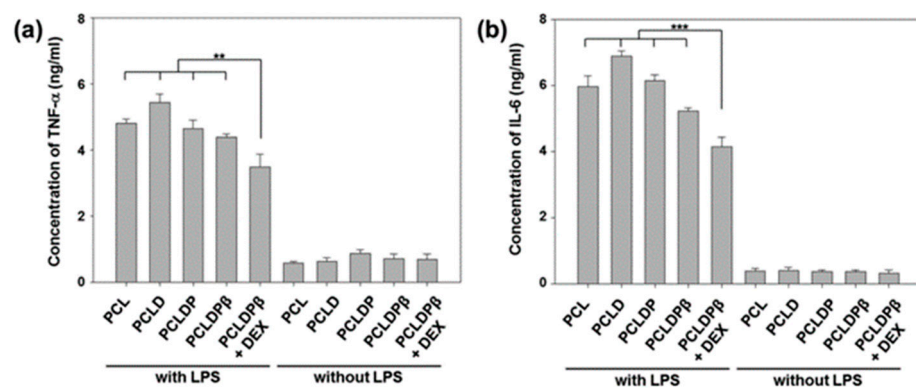 (a)
Concentration of TNF-α (ng/ml)
8
6
4
2
0
**
PCL
PCLD
PCLDP
PCLDPβ
PCLDPβ
+ DEX
PCL
PCLD
PCLDP
PCLDPβ
PCLDPβ
+ DEX
with LPS
without LPS
(b)
Concentration of IL-6 (ng/ml)
8
6
4
2
0
***
PCL
PCLD
PCLDP
PCLDPβ
PCLDPβ
+ DEX
PCL
PCLD
PCLDP
PCLDPβ
PCLDPβ
+ DEX
with LPS
without LPS